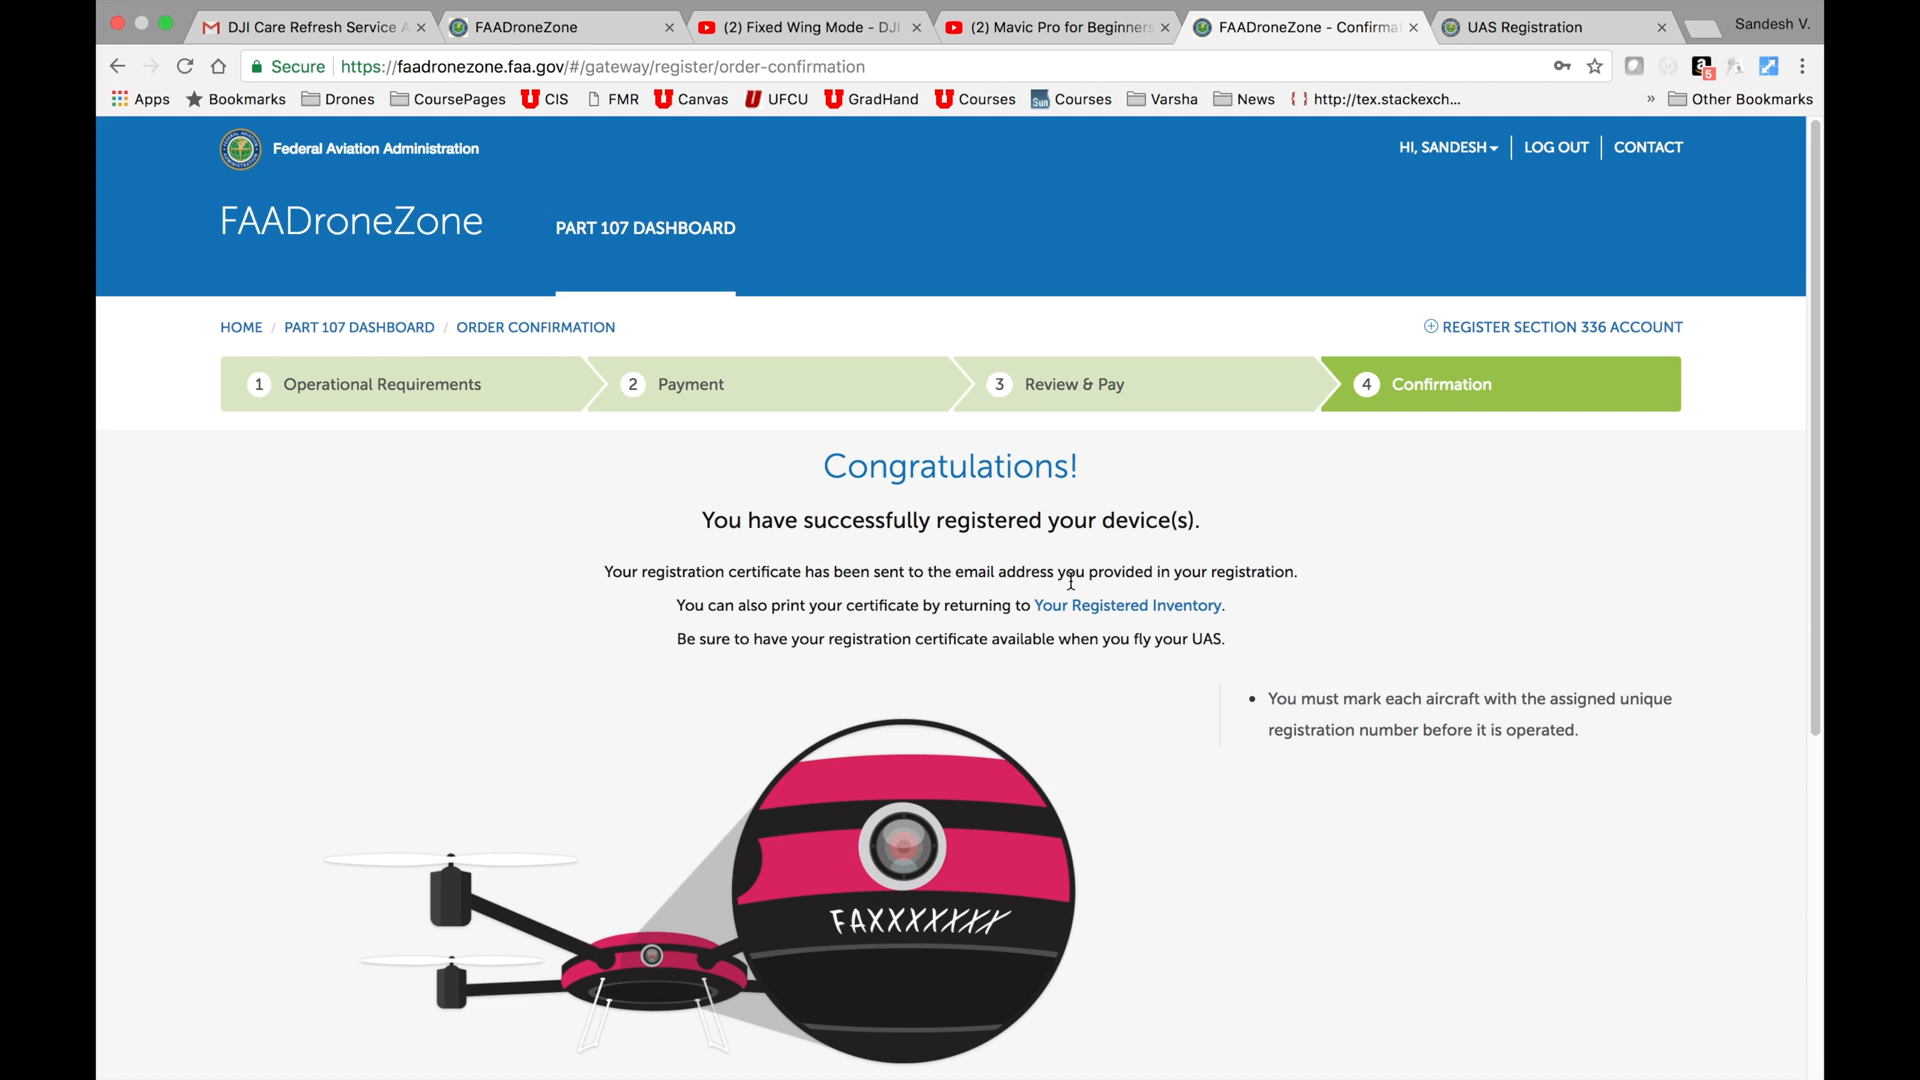 DJI Care Refresh Service A
FAADroneZone
(2) Fixed Wing Mode - DJI
(2) Mavic Pro for Beginners
FAADroneZone - Confirma
UAS Registration
Sandesh V.
Secure
https://faadronezone.faa.gov/#/gateway/register/order-confirmation
5
Apps
Bookmarks
Drones
CoursePages
CIS
FMR
Canvas
UFCU
GradHand
Courses
Sun
Courses
Varsha
News
http://tex.stackexch...
»
Other Bookmarks
Federal Aviation Administration
HI, SANDESH
LOG OUT
CONTACT
FAADroneZone
PART 107 DASHBOARD
HOME / PART 107 DASHBOARD / ORDER CONFIRMATION
REGISTER SECTION 336 ACCOUNT
1 Operational Requirements
2 Payment
3 Review & Pay
4 Confirmation
Congratulations!
You have successfully registered your device(s).
Your registration certificate has been sent to the email address you provided in your registration.
You can also print your certificate by returning to Your Registered Inventory.
Be sure to have your registration certificate available when you fly your UAS.
• You must mark each aircraft with the assigned unique
registration number before it is operated.
FAXXXXXXXX